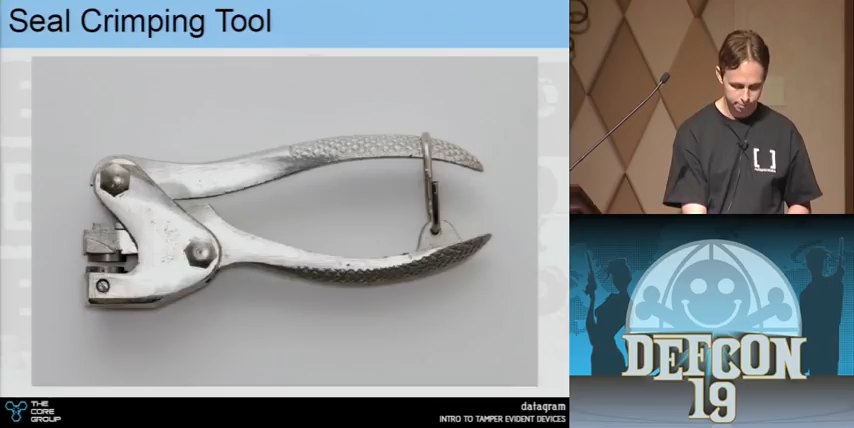 Seal Crimping Tool
THE
CORE
GROUP
datagram
INTRO TO TAMPER EVIDENT DEVICES
[ ]
DEFCON
19